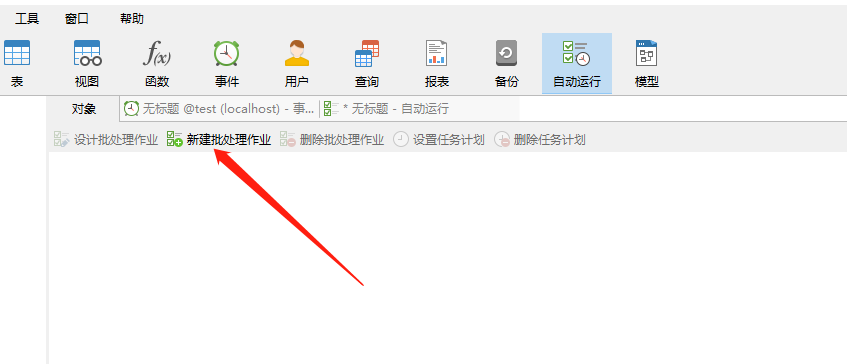 工具 窗口 帮助
表 视图 f(x) 函数 事件 用户 查询 报表 备份 自动运行 模型
对象 无标题 @test (localhost) - 事... * 无标题 - 自动运行
设计批处理作业 新建批处理作业 删除批处理作业 设置任务计划 删除任务计划